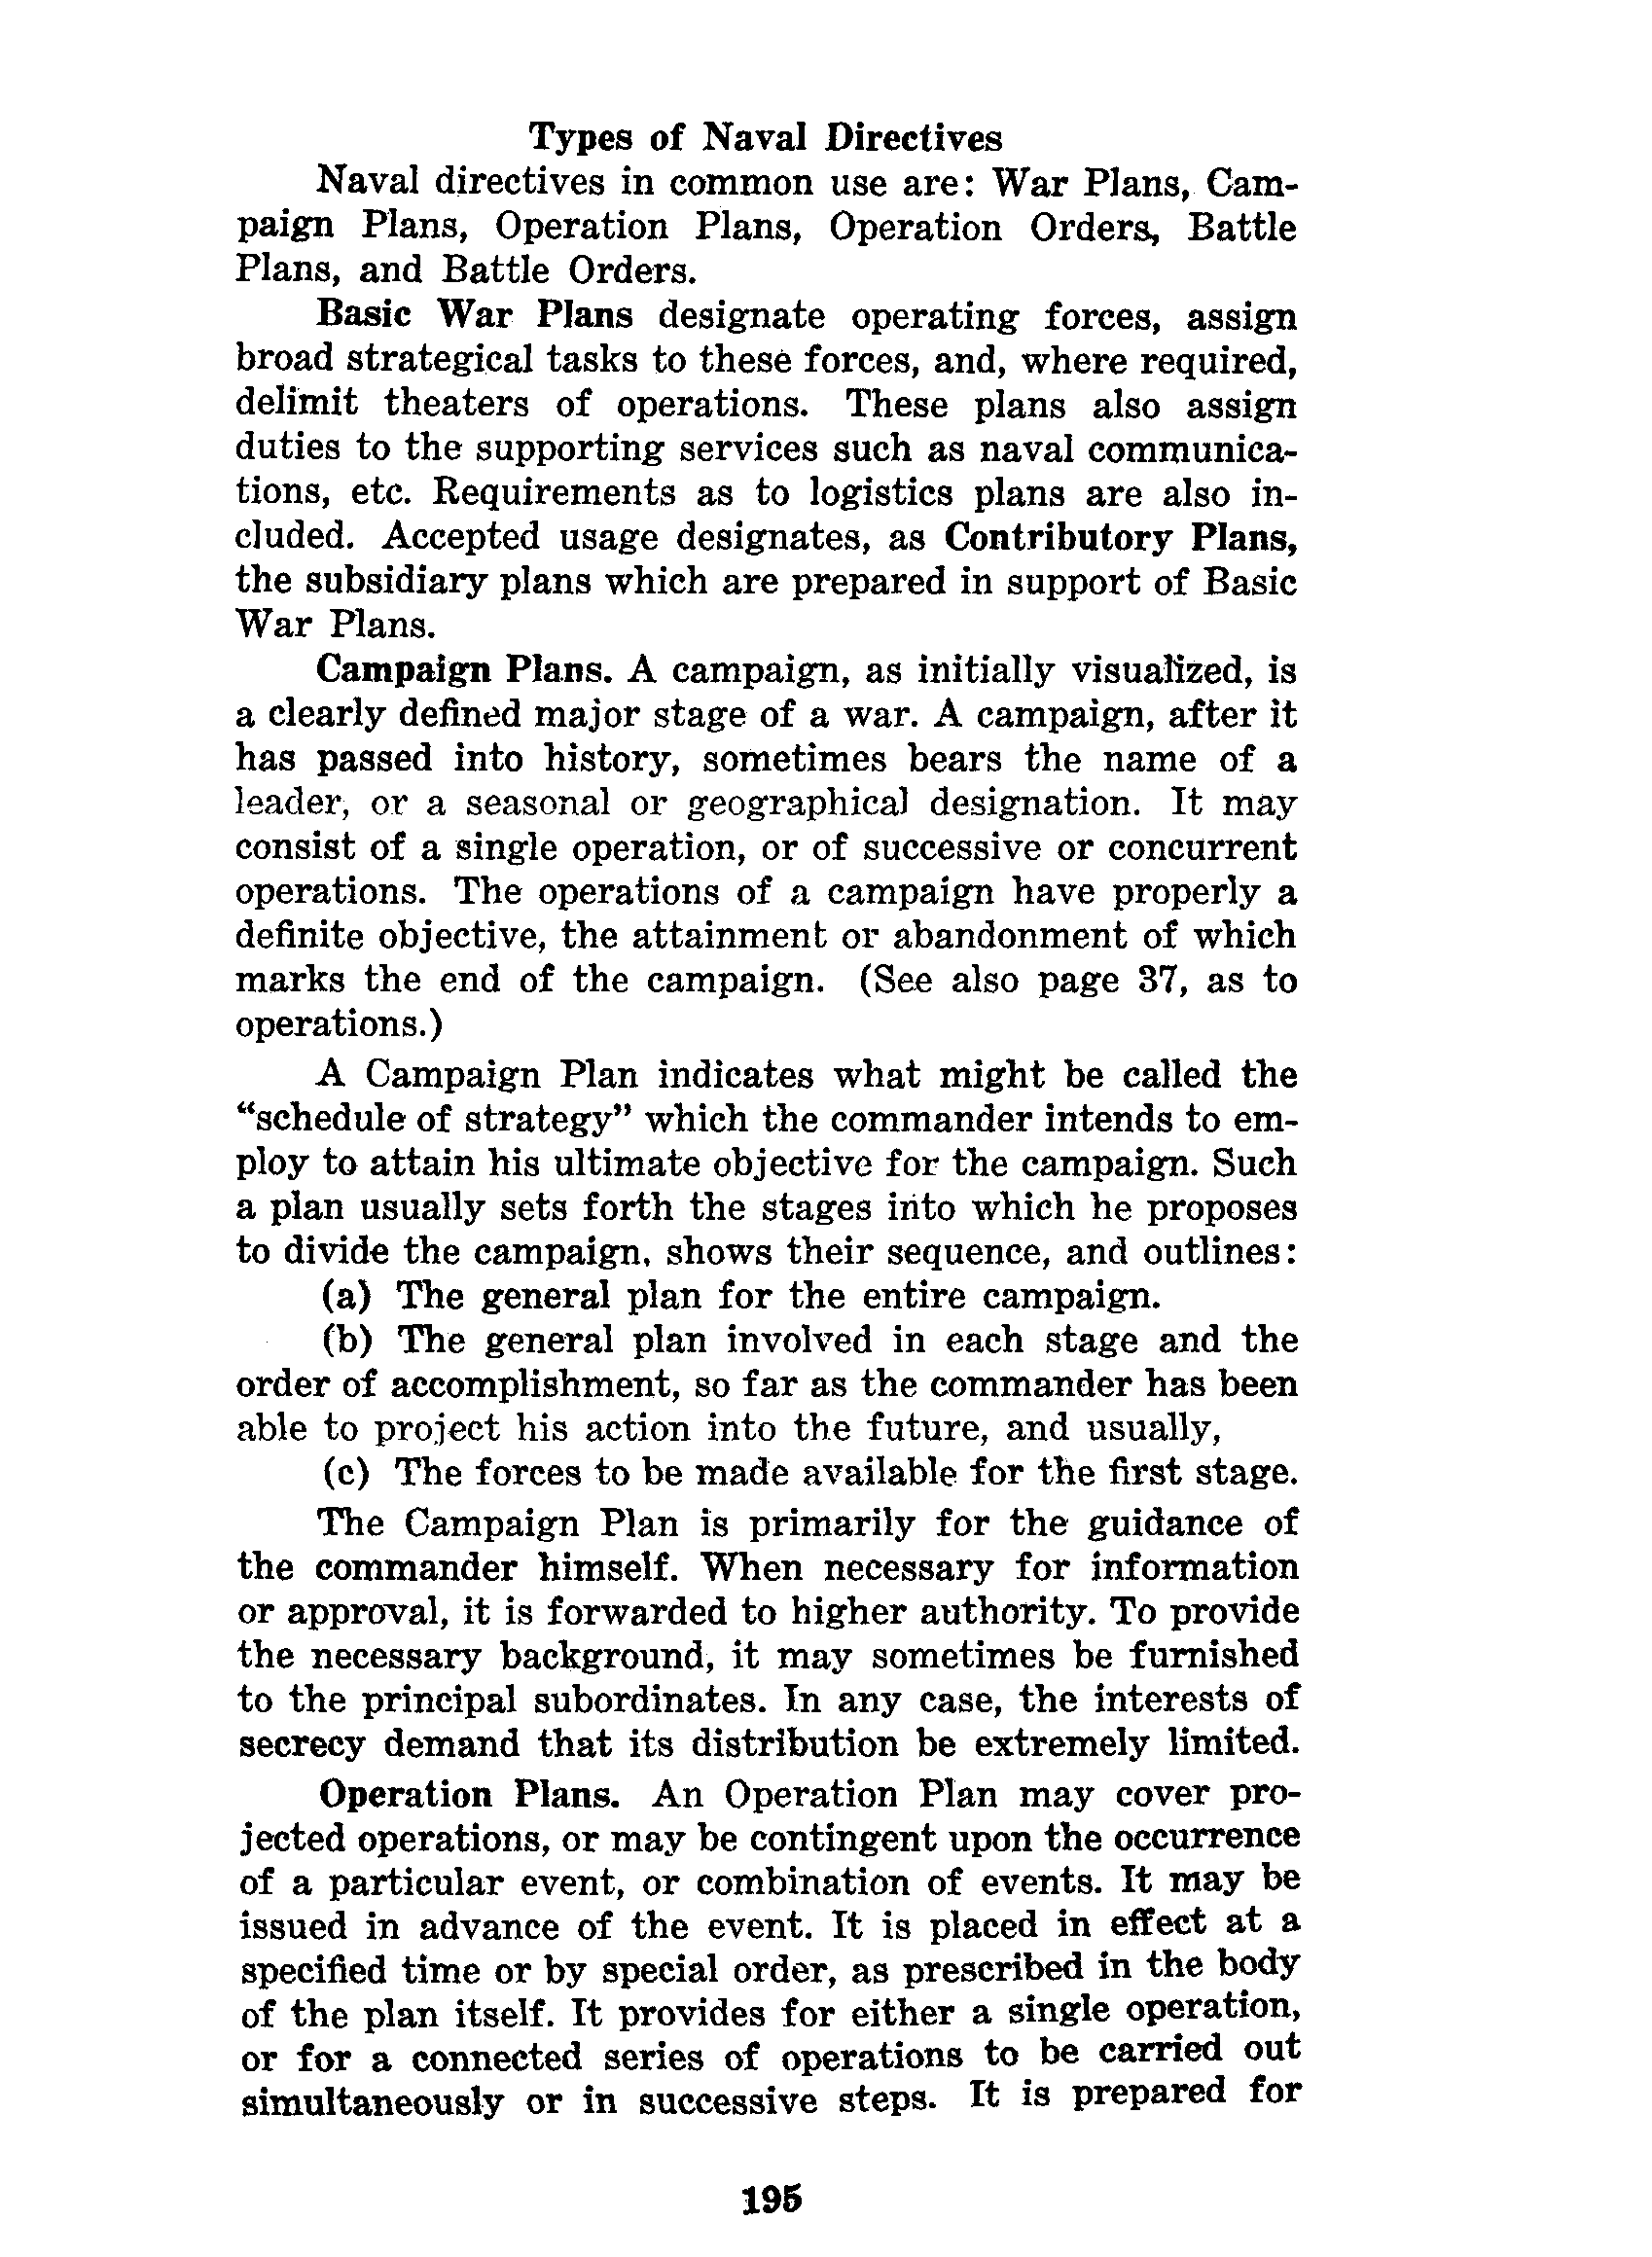 Types of Naval Directives
Naval directives in common use are: War Plans, Cam-
paign Plans, Operation Plans, Operation Orders, Battle
Plans, and Battle Orders.
Basic War Plans designate operating forces, assign
broad strategical tasks to these forces, and, where required,
delimit theaters of operations. These plans also assign
duties to the supporting services such as naval communica-
tions, etc. Requirements as to logistics plans are also in-
cluded. Accepted usage designates, as Contributory Plans,
the subsidiary plans which are prepared in support of Basic
War Plans.
Campaign Plans. A campaign, as initially visualized, is
a clearly defined major stage of a war. A campaign, after it
has passed into history, sometimes bears the name of a
leader, or a seasonal or geographical designation. It may
consist of a single operation, or of successive or concurrent
operations. The operations of a campaign have properly a
definite objective, the attainment or abandonment of which
marks the end of the campaign. (See also page 37, as to
operations.)
A Campaign Plan indicates what might be called the
“schedule of strategy” which the commander intends to em-
ploy to attain his ultimate objective for the campaign. Such
a plan usually sets forth the stages into which he proposes
to divide the campaign, shows their sequence, and outlines:
(a) The general plan for the entire campaign.
(b) The general plan involved in each stage and the
order of accomplishment, so far as the commander has been
able to project his action into the future, and usually,
(c) The forces to be made available for the first stage.
The Campaign Plan is primarily for the guidance of
the commander himself. When necessary for information
or approval, it is forwarded to higher authority. To provide
the necessary background, it may sometimes be furnished
to the principal subordinates. In any case, the interests of
secrecy demand that its distribution be extremely limited.
Operation Plans. An Operation Plan may cover pro-
jected operations, or may be contingent upon the occurrence
of a particular event, or combination of events. It may be
issued in advance of the event. It is placed in effect at a
specified time or by special order, as prescribed in the body
of the plan itself. It provides for either a single operation,
or for a connected series of operations to be carried out
simultaneously or in successive steps. It is prepared for
195